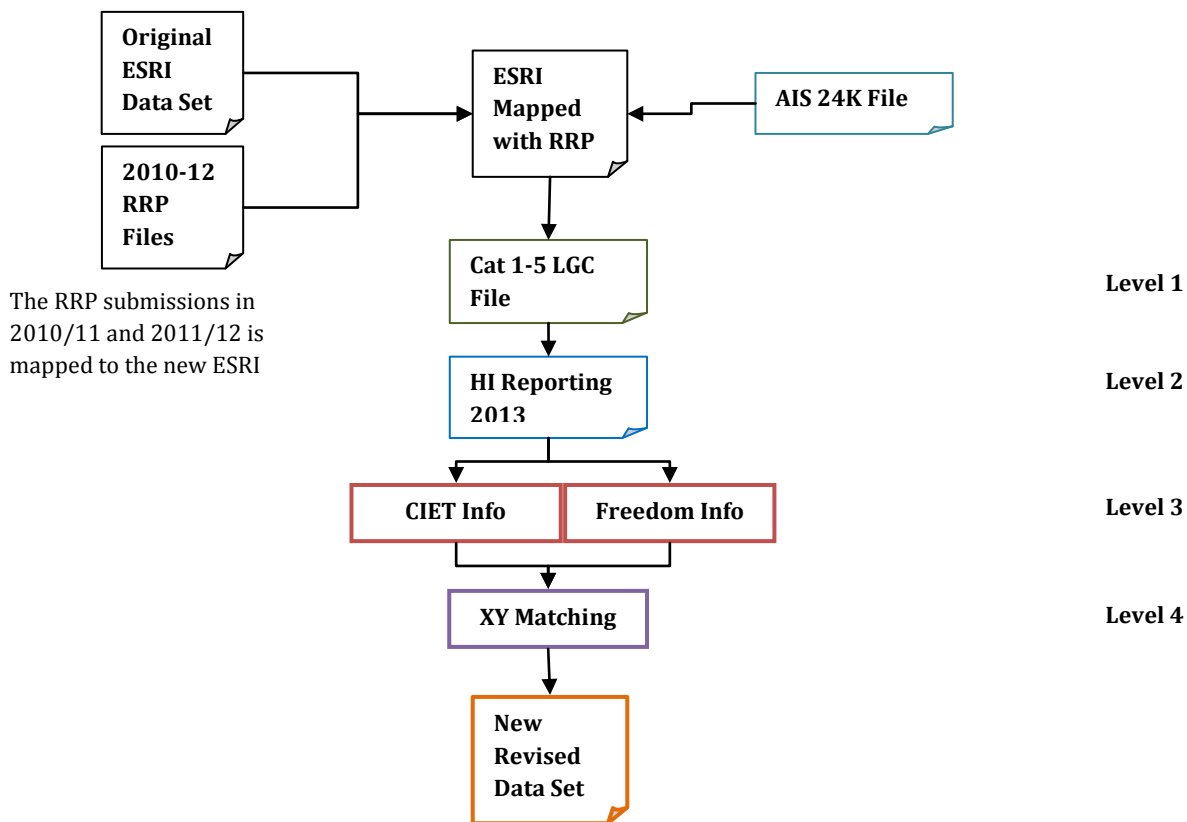 Original
ESRI
Data Set
ESRI
Mapped
with RRP
AIS 24K File
2010-12
RRP
Files
The RRP submissions in
2010/11 and 2011/12 is
mapped to the new ESRI
Cat 1-5 LGC
File
Level 1
HI Reporting
2013
Level 2
CIET Info
Freedom Info
Level 3
XY Matching
Level 4
New
Revised
Data Set